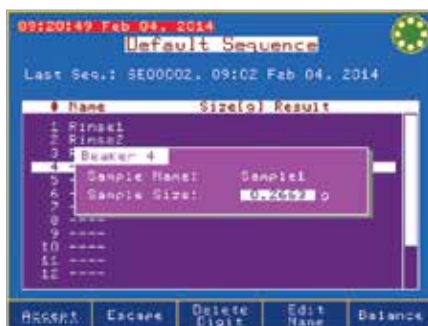 09:20:49 Feb 04, 2014
Default Sequence
Last Seq.: SE00002, 09:02 Feb 04, 2014
# Name Size(g) Result
1 Rinse1
2 Rinse2
3
Beaker 4
4
Sample Name: Sample1
5
Sample Size: 0.2663 g
6
7
8 ----
9 ----
10 ----
11 ----
12 ----
Accept
Escape
Delete Digit
Edit Name
Balance